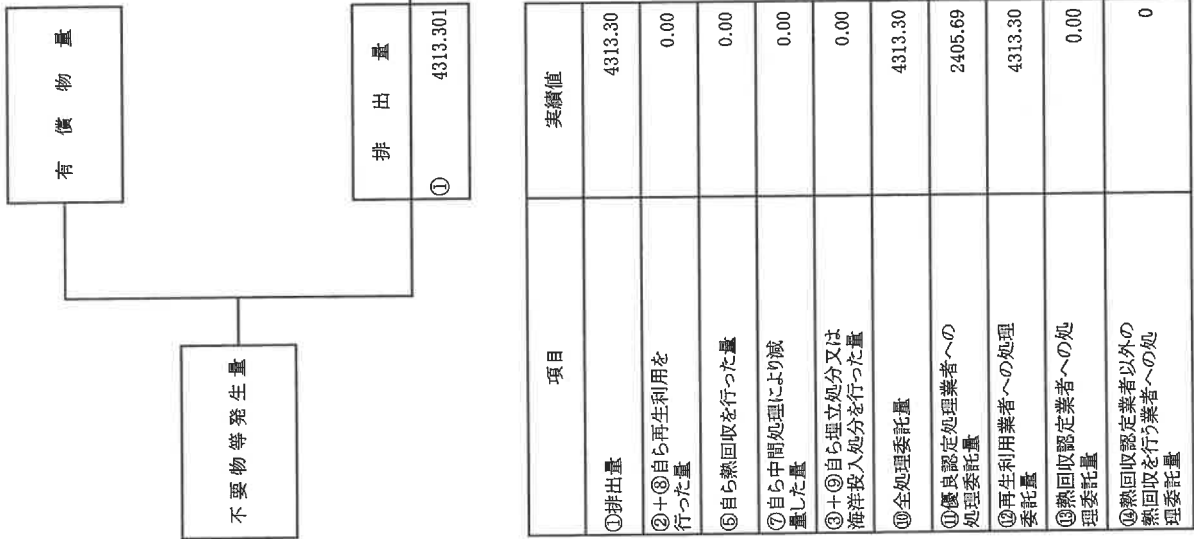 有償物量
不要物等発生量
排出量
① 4313.301
項目 実績値
①排出量 4313.30
②+⑧自ら再生利用を
行った量 0.00
⑤自ら熱回収を行った量 0.00
⑦自ら中間処理により減
量した量 0.00
③+⑨自ら埋立処分又は
海洋投入処分を行った量 0.00
⑩全処理委託量 4313.30
⑪優良認定処理業者への
処理委託量 2405.69
⑫再生利用業者への処理
委託量 4313.30
⑬熱回収認定業者への処
理委託量 0.00
⑭熱回収認定業者以外の
熱回収を行う業者への処
理委託量 0